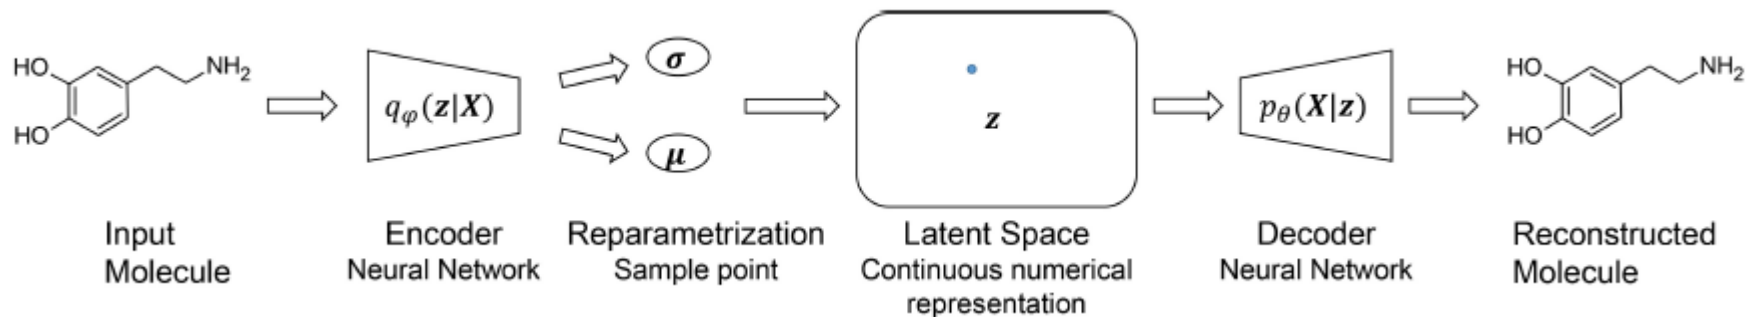 HO
HO
NH₂
qφ(z|X)
σ
μ
z
pθ(X|z)
HO
HO
NH₂
Input
Molecule
Encoder
Neural Network
Reparametrization
Sample point
Latent Space
Continuous numerical
representation
Decoder
Neural Network
Reconstructed
Molecule